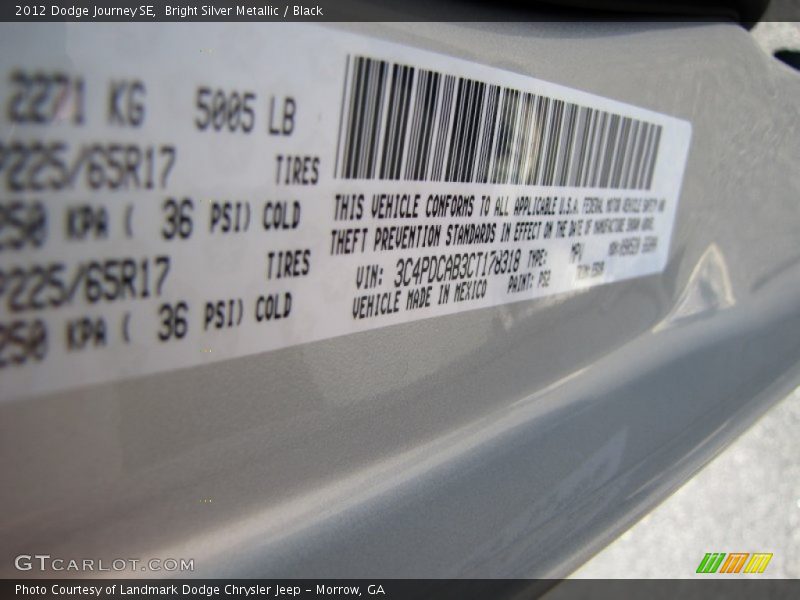 2012 Dodge Journey SE,  Bright Silver Metallic / Black
2271 KG 5005 LB
P225/65R17 TIRES
250 KPA ( 36 PSI) COLD
P225/65R17 TIRES
250 KPA ( 36 PSI) COLD
THIS VEHICLE CONFORMS TO ALL APPLICABLE U.S.A. FEDERAL MOTOR VEHICLE SAFETY
THEFT PREVENTION STANDARDS IN EFFECT ON THE DATE OF MANUFACTURE SHOWN ABOVE.
VIN: 3C4PDCAB3CT178318 TYPE: MPV
VEHICLE MADE IN MEXICO PAINT: PS2
GTCARLOT.COM
Photo Courtesy of Landmark Dodge Chrysler Jeep – Morrow, GA